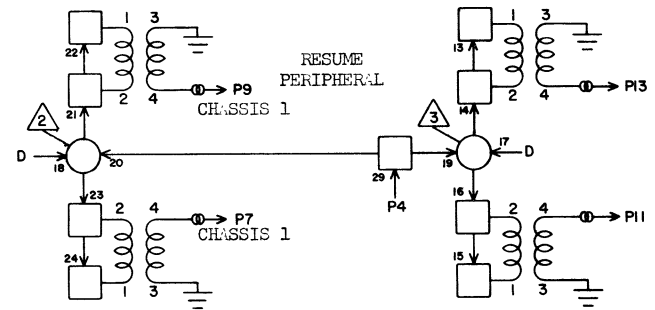 1 3 1 3
22 13
RESUME
PERIPHERAL
2 4 P9 2 4 P13
21 CHASSIS 1 14
2 3
D 18 20 29 19 17 D
P4
23 16
2 4 P7 2 4 P11
CHASSIS 1
24 15
1 3 1 3